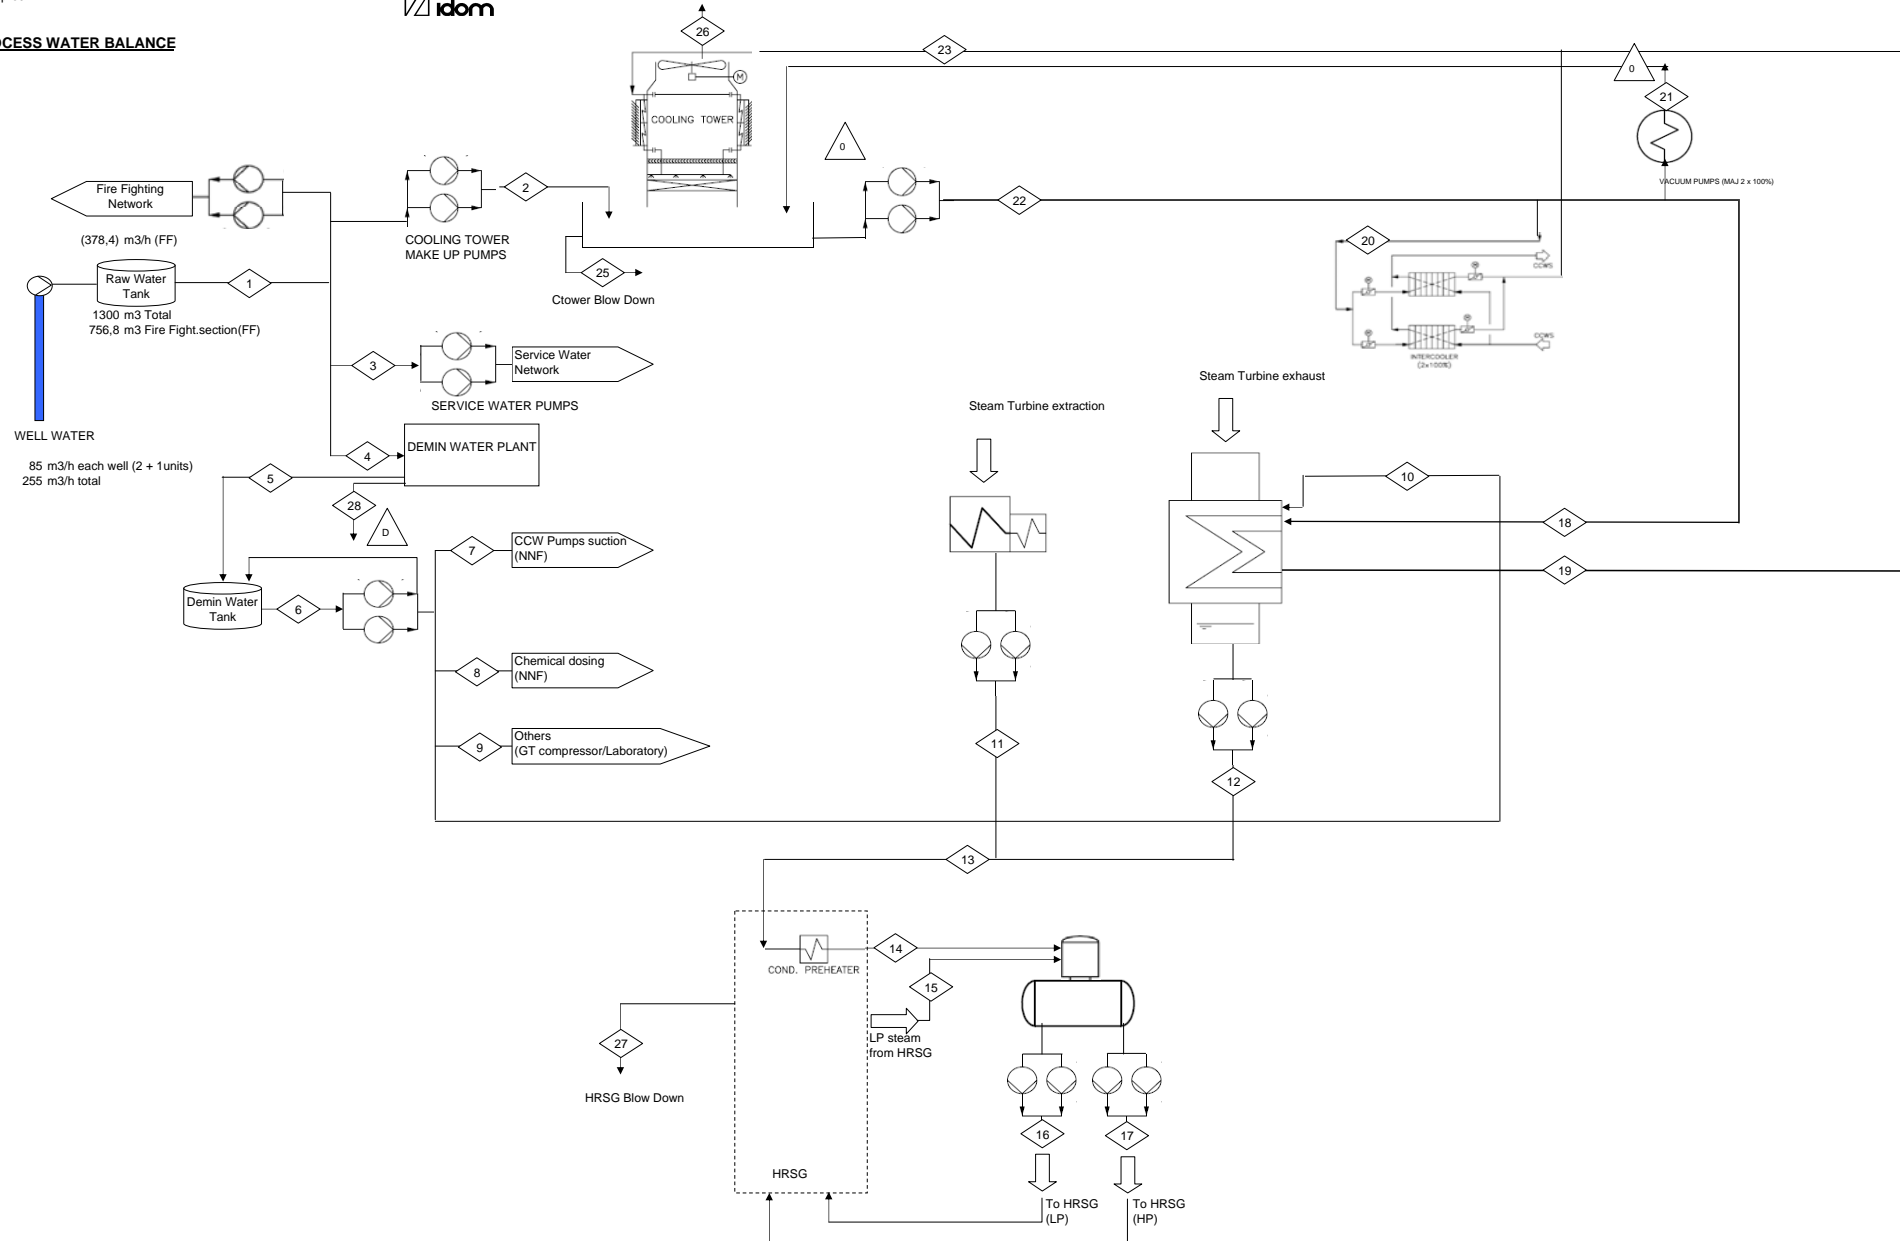 idom
OCESS WATER BALANCE
26
23
0
21
M
COOLING TOWER
0
VACUUM PUMPS (MAJ 2 x 100%)
Fire Fighting
Network
2
22
(378,4) m3/h (FF)
COOLING TOWER
MAKE UP PUMPS
20
CCWS
Raw Water
Tank
1
25
Ctower Blow Down
1300 m3 Total
756,8 m3 Fire Fight.section(FF)
CCWS
INTERCOOLER
(2x100%)
3
Service Water
Network
SERVICE WATER PUMPS
Steam Turbine exhaust
Steam Turbine extraction
WELL WATER
85 m3/h each well (2 + 1units)
255 m3/h total
4
DEMIN WATER PLANT
5
28
D
10
18
19
7
CCW Pumps suction
(NNF)
Demin Water
Tank
6
8
Chemical dosing
(NNF)
9
Others
(GT compressor/Laboratory)
11
12
13
COND. PREHEATER
14
15
LP steam
from HRSG
27
HRSG Blow Down
16
17
HRSG
To HRSG
(LP)
To HRSG
(HP)